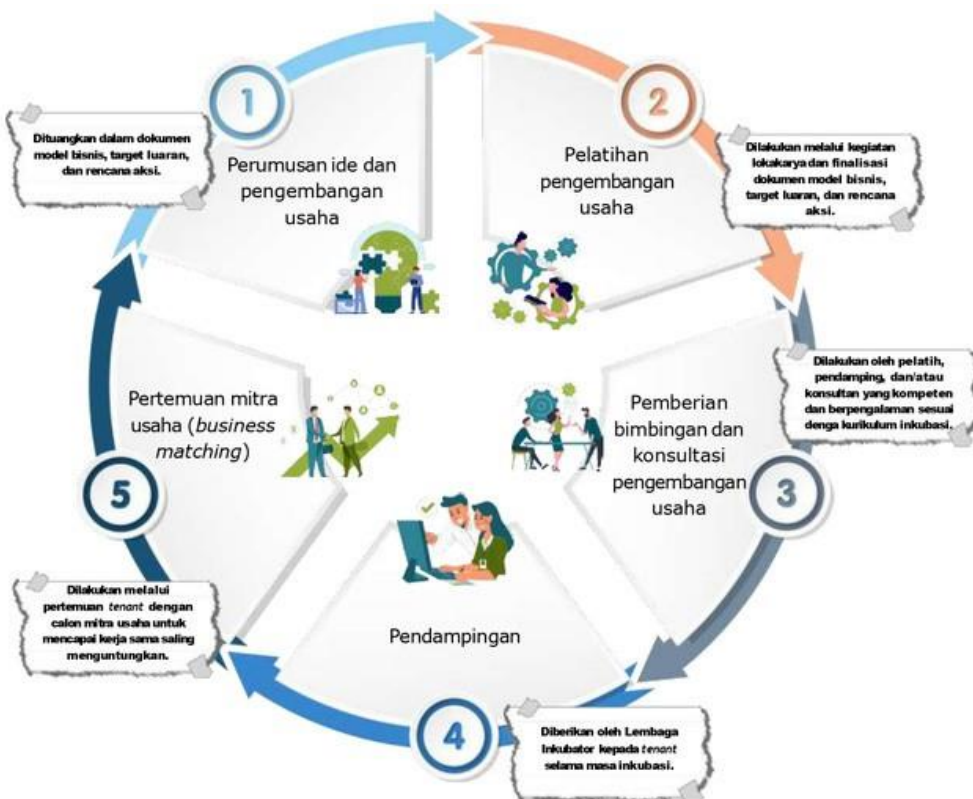 1
Perumusan ide dan
pengembangan
usaha
Dituangkan dalam dokumen
model bisnis, target luaran,
dan rencana aksi.
2
Pelatihan
pengembangan
usaha
Dilakukan melalui kegiatan
lokakarya dan finalisasi
dokumen model bisnis,
target luaran, dan rencana
aksi.
3
Pemberian
bimbingan dan
konsultasi
pengembangan
usaha
Dilakukan oleh pelatih,
pendamping, dan/atau
konsultan yang kompeten
dan berpengalaman sesuai
denga kurikulum inkubasi.
4
Pendampingan
Diberikan oleh Lembaga
Inkubator kepada tenant
selama masa inkubasi.
5
Pertemuan mitra
usaha (business
matching)
Dilakukan melalui
pertemuan tenant dengan
calon mitra usaha untuk
mencapai kerja sama saling
menguntungkan.